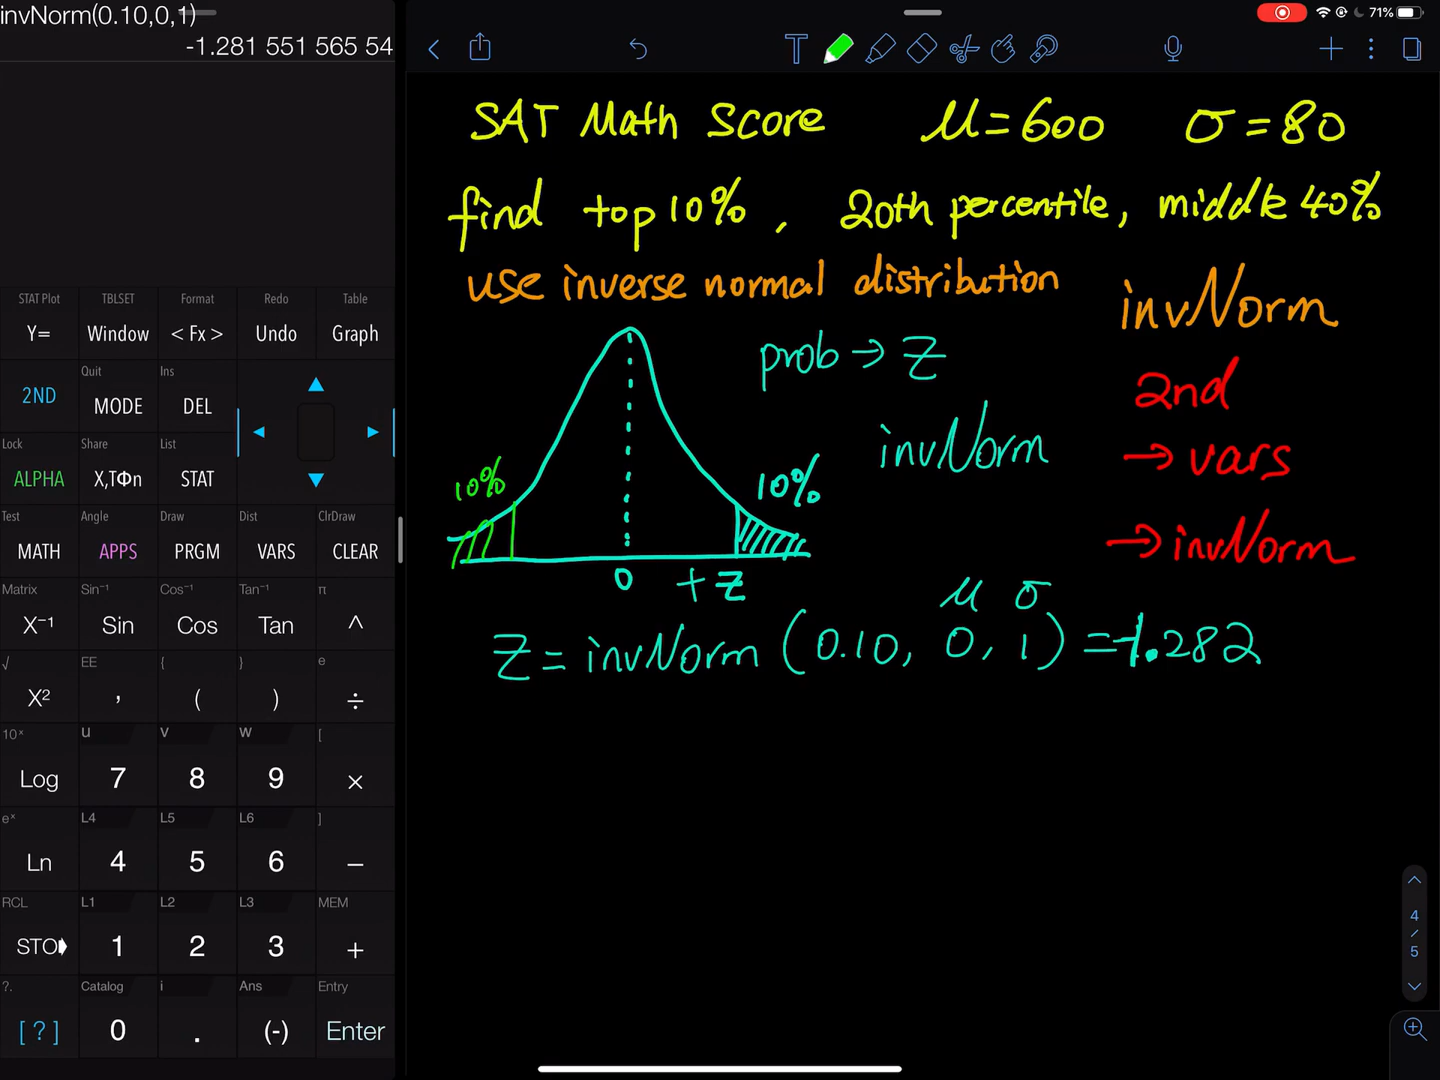 invNorm(0.10,0,1)
-1.281 551 565 54
71%
T
SAT Math Score μ=600 σ=80
find top 10%, 20th percentile, middle 40%
use inverse normal distribution
invNorm
prob → Z
2nd
invNorm
→ vars
10%
10%
→ invNorm
0 +Z
μ σ
Z = invNorm (0.10, 0, 1) = -1.282
STAT Plot TBLSET Format Redo Table
Y= Window < Fx > Undo Graph
Quit Ins
2ND MODE DEL
Lock Share List
ALPHA X,TΦn STAT
Test Angle Draw Dist ClrDraw
MATH APPS PRGM VARS CLEAR
Matrix Sin⁻¹ Cos⁻¹ Tan⁻¹ π
X⁻¹ Sin Cos Tan ^
√ EE { } e
X² , ( ) ÷
10ˣ u v w [
Log 7 8 9 ×
eˣ L4 L5 L6 ]
Ln 4 5 6 −
RCL L1 L2 L3 MEM
STO 1 2 3 +
?. Catalog i Ans Entry
[ ? ] 0 . (-) Enter
4
/
5